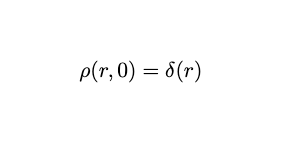 ρ(r, 0) = δ(r)